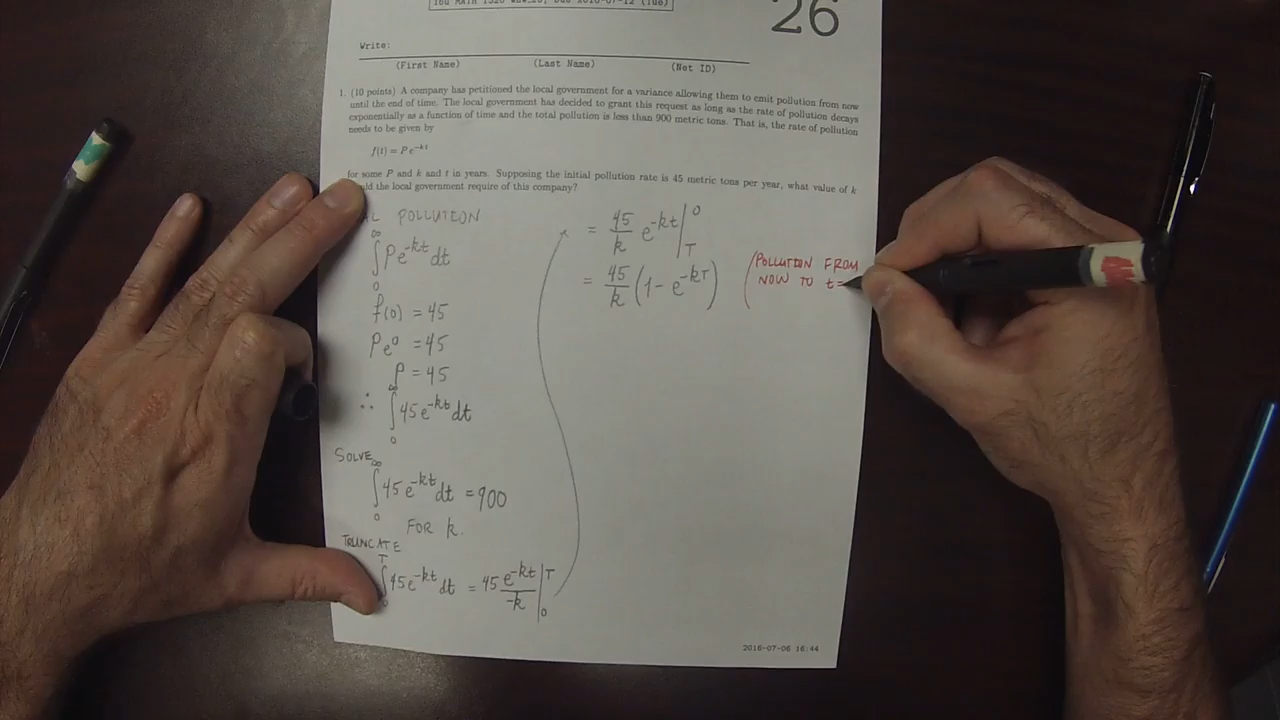 26
Write:
(First Name) (Last Name) (Net ID)
1. (10 points) A company has petitioned the local government for a variance allowing them to emit pollution from now
until the end of time. The local government has decided to grant this request as long as the rate of pollution decays
exponentially as a function of time and the total pollution is less than 900 metric tons. That is, the rate of pollution
needs to be given by
f(t) = P e^{-kt}
for some P and k and t in years. Supposing the initial pollution rate is 45 metric tons per year, what value of k
the local government require of this company?
POLLUTION
∫_0^∞ Pe^{-kt} dt
f(0) = 45
Pe^0 = 45
P = 45
∴ ∫_0^∞ 45 e^{-kt} dt
SOLVE
∫_0^∞ 45 e^{-kt} dt = 900
FOR k.
TRUNCATE
∫_0^T 45 e^{-kt} dt = 45 e^{-kt}/-k |_0^T
= 45/k e^{-kt} |_T^0
= 45/k (1 - e^{-kT})
(POLLUTION FROM
NOW TO t=
2016-07-06 16:44